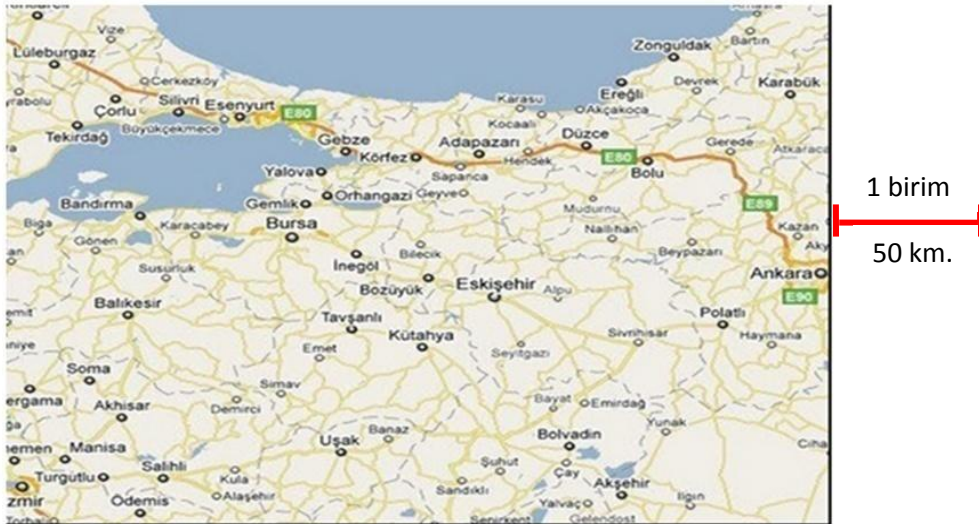 Vize
Lüleburgaz
Çerkezköy
Çorlu
Silivri
Esenyurt
E80
Büyükçekmece
Tekirdağ
Gebze
Körfez
Adapazarı
Sapanca
Hendek
Karasu
Kocaali
Akçakoca
Ereğli
Zonguldak
Bartın
Devrek
Karabük
Düzce
E80
Bolu
Gerede
Yalova
Orhangazi
Geyve
Gemlik
Bandırma
Bursa
Biga
Gönen
Karacabey
Mudurnu
Nallıhan
Beypazarı
E89
Kazan
Ankara
E90
İnegöl
Bilecik
Bozüyük
Eskişehir
Alpu
Susurluk
Balıkesir
Tavşanlı
Kütahya
Emet
Seyitgazi
Sivrihisar
Polatlı
Haymana
Soma
Simav
Demirci
Akhisar
Bayat
Emirdağ
Yunak
Uşak
Banaz
Bolvadin
Manisa
Turgutlu
Salihli
Kula
Alaşehir
Ödemiş
Şuhut
Sandıklı
Çay
Akşehir
Yalvaç
Ilgın
Gelendost
Senirkent
1 birim
50 km.